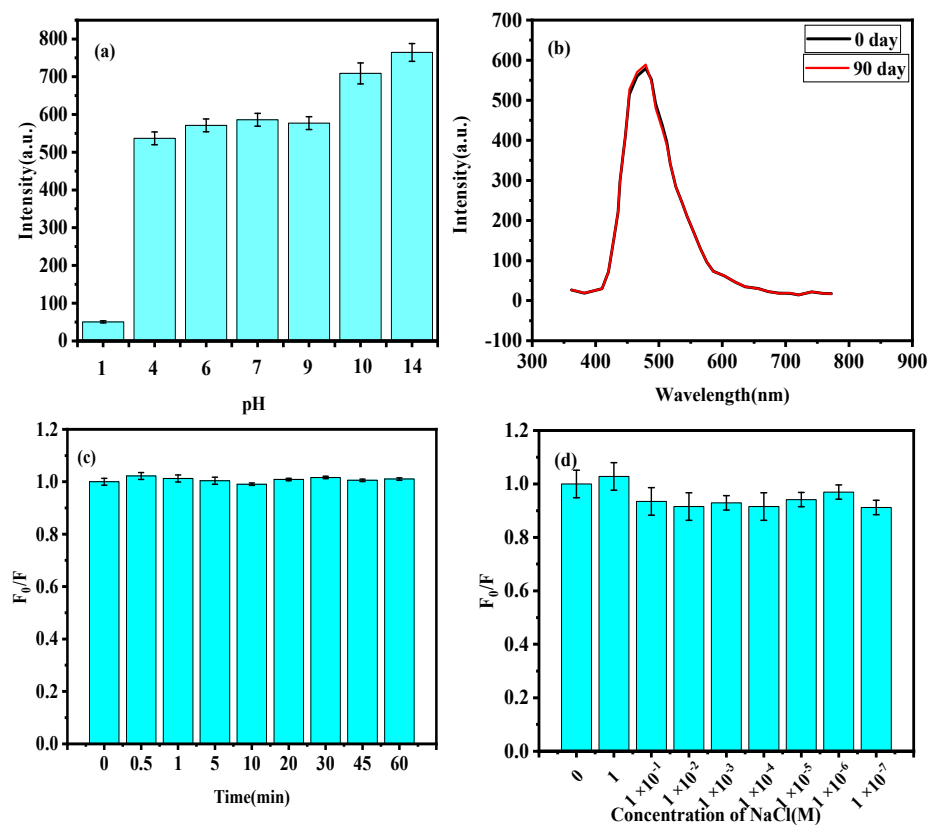 (a)
800
700
600
500
400
300
200
100
0
Intensity(a.u.)
1 4 6 7 9 10 14
pH
(b)
0 day
90 day
700
600
500
400
300
200
100
0
-100
Intensity(a.u.)
300 400 500 600 700 800 900
Wavelength(nm)
(c)
1.2
1.0
0.8
0.6
0.4
0.2
0.0
F₀/F
0 0.5 1 5 10 20 30 45 60
Time(min)
(d)
1.2
1.0
0.8
0.6
0.4
0.2
0.0
F₀/F
0 1 1 ×10⁻¹ 1 ×10⁻² 1 ×10⁻³ 1 ×10⁻⁴ 1 ×10⁻⁵ 1 ×10⁻⁶ 1 ×10⁻⁷
Concentration of NaCl(M)